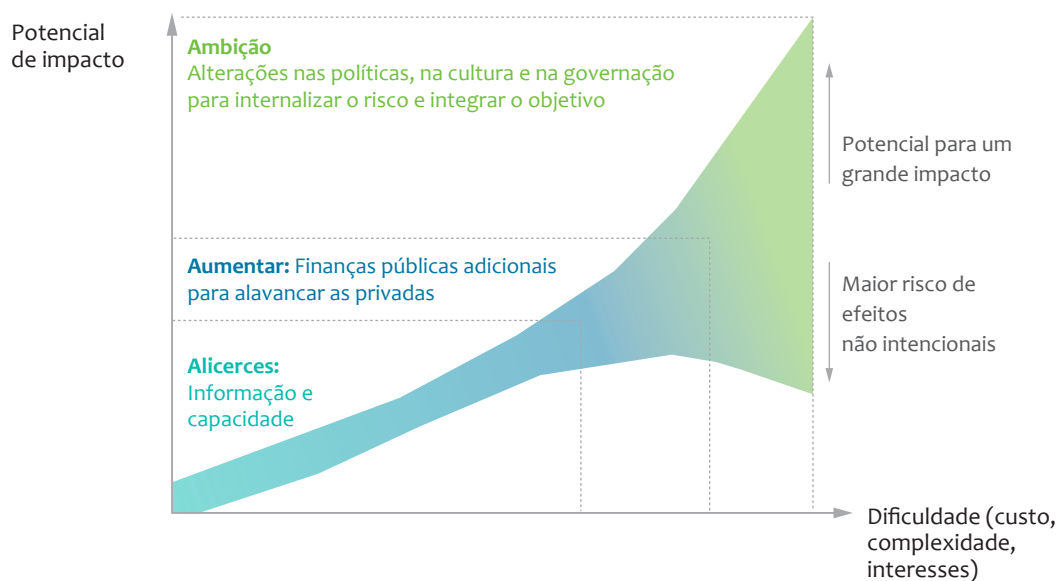 Potencial
de impacto
Ambição
Alterações nas políticas, na cultura e na governação
para internalizar o risco e integrar o objetivo
Potencial para um
grande impacto
Aumentar: Finanças públicas adicionais
para alavancar as privadas
Maior risco de
efeitos
não intencionais
Alicerces:
Informação e
capacidade
Dificuldade (custo,
complexidade,
interesses)